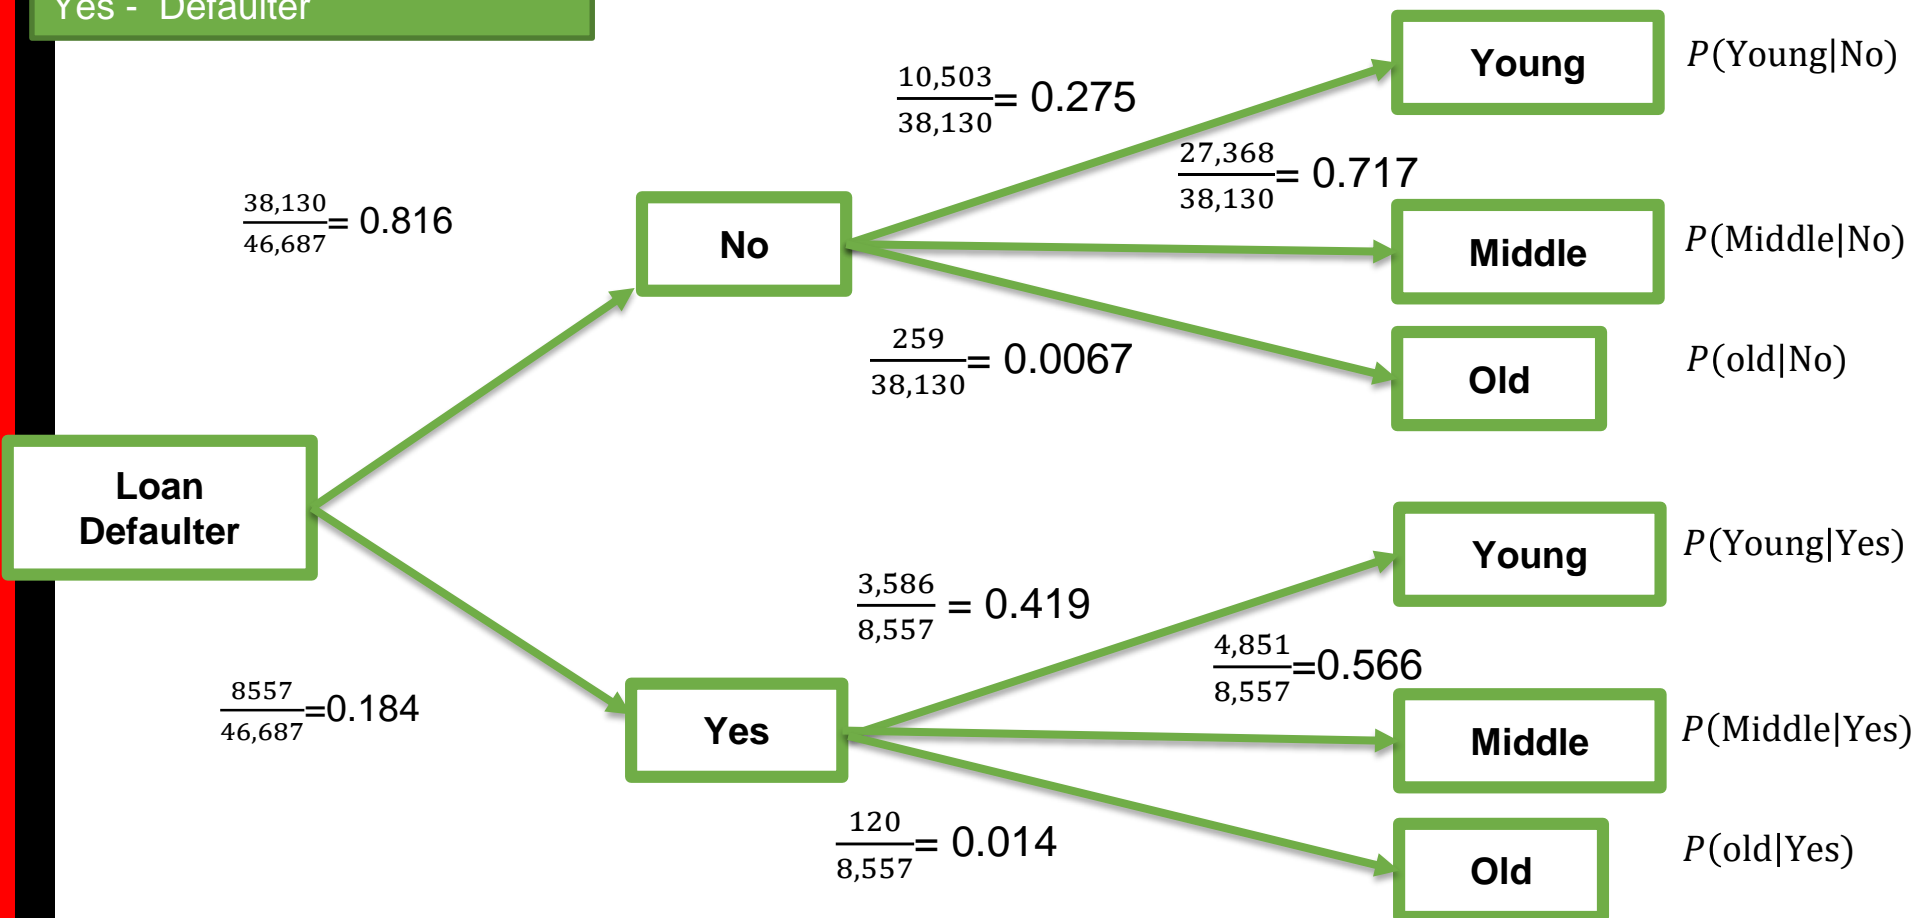 Yes - Defaulter
10,503/38,130 = 0.275
Young
P(Young|No)
27,368/38,130 = 0.717
38,130/46,687 = 0.816
No
Middle
P(Middle|No)
259/38,130 = 0.0067
Old
P(old|No)
Loan
Defaulter
3,586/8,557 = 0.419
Young
P(Young|Yes)
4,851/8,557 =0.566
8557/46,687 =0.184
Yes
Middle
P(Middle|Yes)
120/8,557 = 0.014
Old
P(old|Yes)